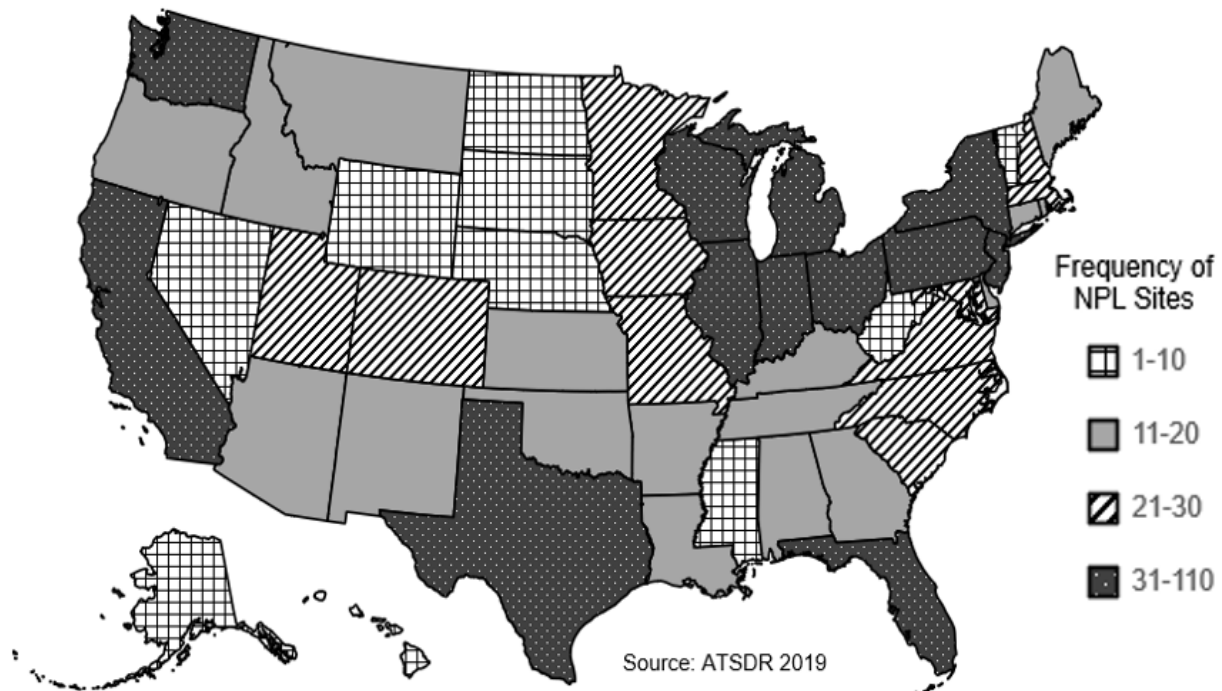 Frequency of
NPL Sites
1-10
11-20
21-30
31-110
Source: ATSDR 2019